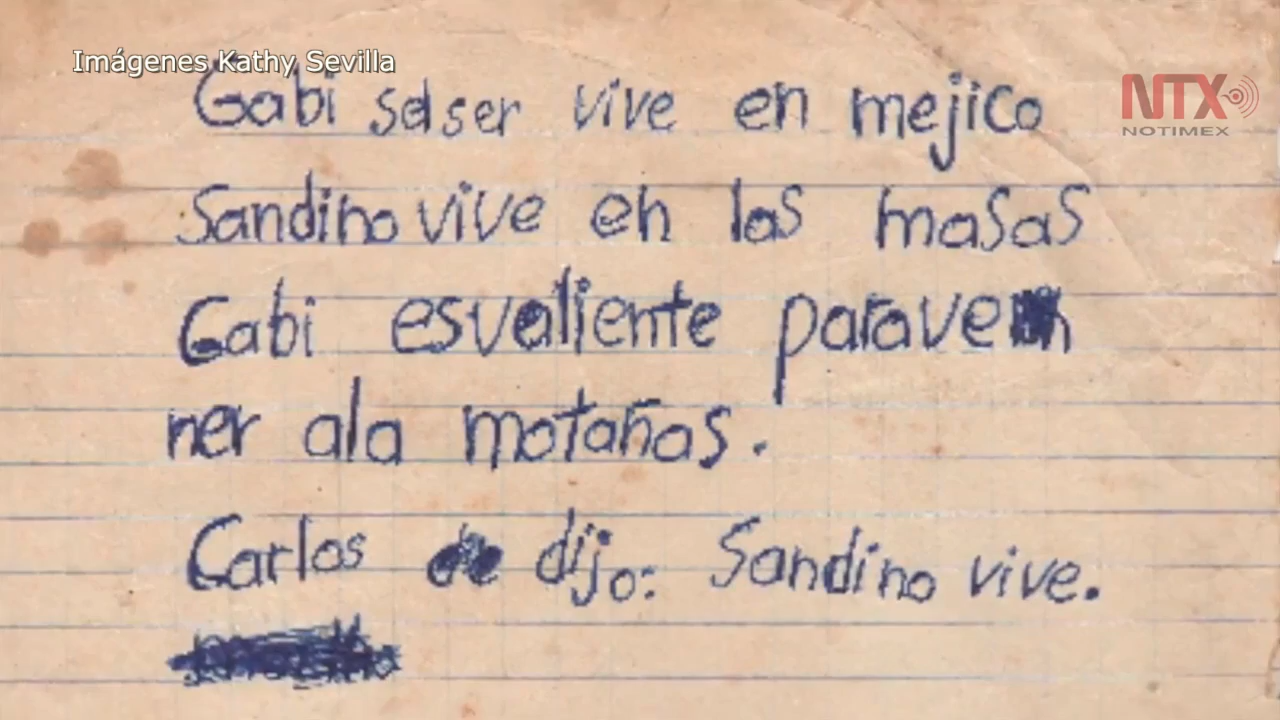 Imágenes Kathy Sevilla
NTX
NOTIMEX
Gabi selser vive en mejico
Sandino vive en las masas
Gabi esvaliente parave
ner ala motañas.
Carlos dijo: Sandino vive.